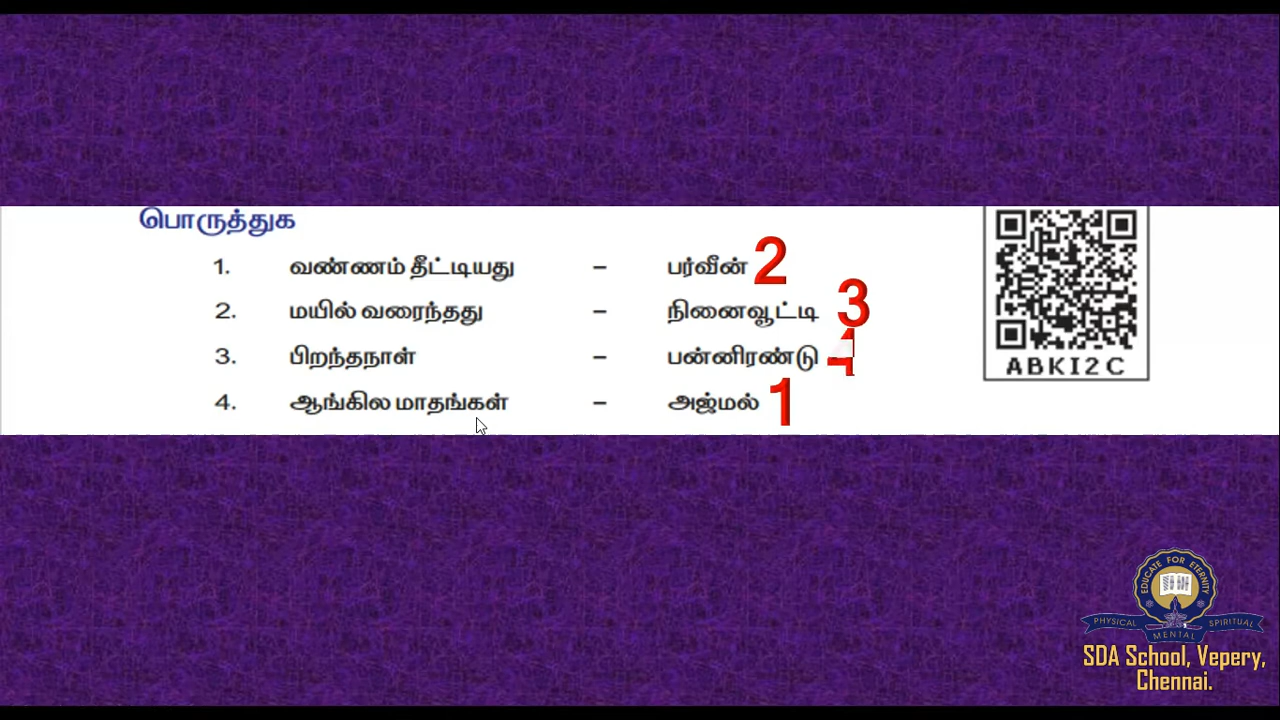 பொருத்துக
1. வண்ணம் தீட்டியது – பர்வீன் 2
2. மயில் வரைந்தது – நினைவூட்டி 3
3. பிறந்தநாள் – பன்னிரண்டு 4
4. ஆங்கில மாதங்கள் – அஜ்மல் 1
ABKI2C
EDUCATE FOR ETERNITY
PHYSICAL MENTAL SPIRITUAL
SDA School, Vepery,
Chennai.